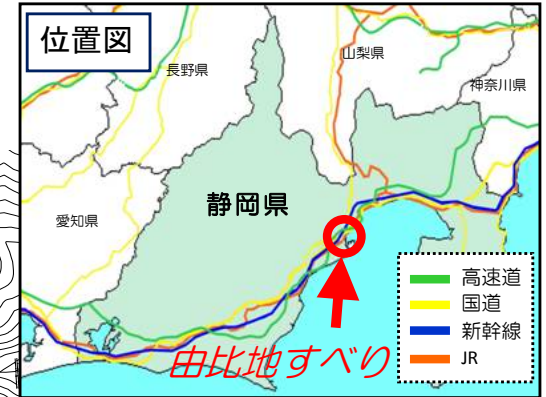 位置図
長野県
山梨県
神奈川県
静岡県
愛知県
高速道
国道
新幹線
JR
由比地すべり